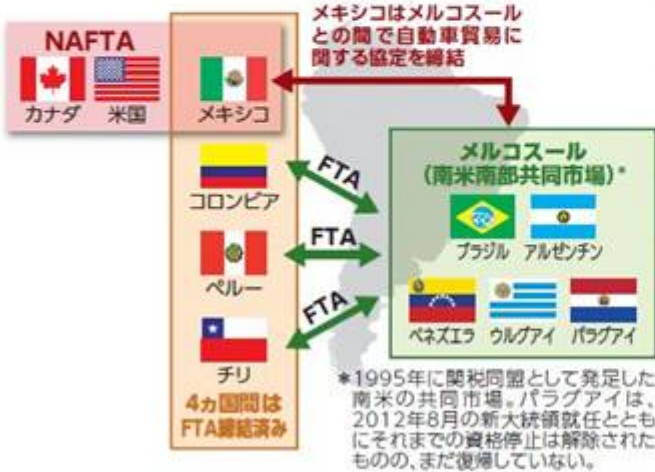 メキシコはメルコスール
との間で自動車貿易に
関する協定を締結
NAFTA
カナダ 米国 メキシコ
コロンビア
ペルー
チリ
4ヵ国間は
FTA締結済み
FTA
FTA
FTA
メルコスール
(南米南部共同市場)*
ブラジル アルゼンチン
ベネズエラ ウルグアイ パラグアイ
*1995年に関税同盟として発足した
南米の共同市場。パラグアイは、
2012年8月の新大統領就任ととも
にそれまでの資格停止は解除された
ものの、まだ復帰していない。